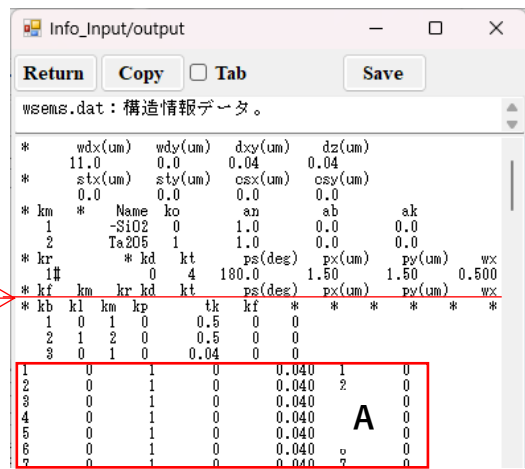 Info_Input/output
Return Copy Tab Save
wsems.dat：構造情報データ。
* wdx(um) wdy(um) dxy(um) dz(um)
11.0 0.0 0.04 0.04
* stx(um) sty(um) csx(um) csy(um)
0.0 0.0 0.0 0.0
* km * Name ko an ab ak
1 -SiO2 0 1.0 0.0 0.0
2 Ta2O5 1 1.0 0.0 0.0
* kr * kd kt ps(deg) px(um) py(um) wx
1# 0 4 180.0 1.50 1.50 0.500
* kf km kr kd kt ps(deg) px(um) py(um) wx
* kb kl km kp tk kf * * * * *
1 0 1 0 0.5 0 0
2 1 2 0 0.5 0 0
3 0 1 0 0.04 0 0
1 0 1 0 0.040 1 0
2 0 1 0 0.040 2 0
3 0 1 0 0.040 0
4 0 1 0 0.040 A 0
5 0 1 0 0.040 0
6 0 1 0 0.040 0
7 0 1 0 0.040 7 0